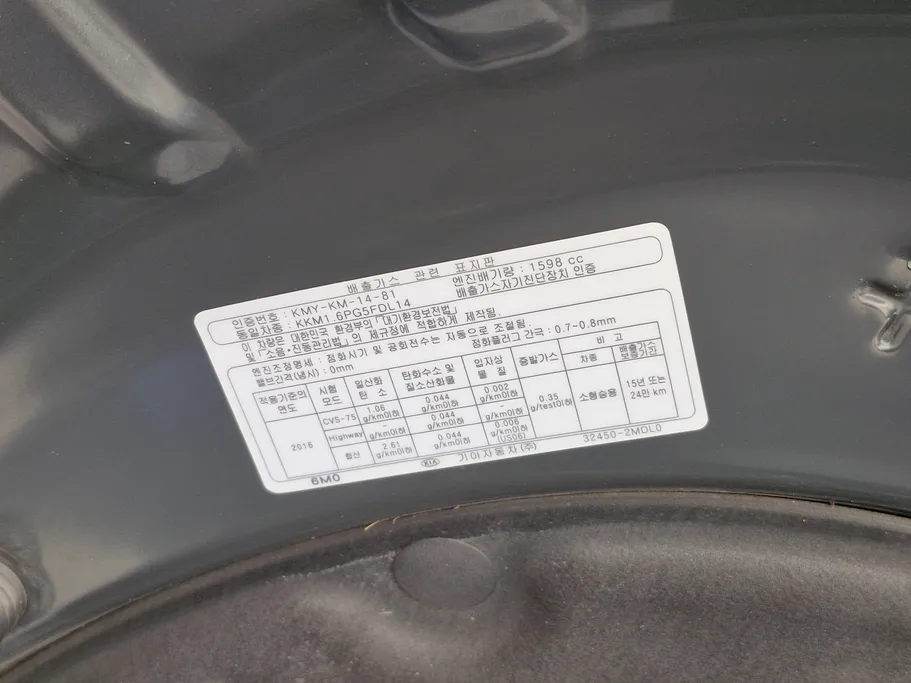 배출가스 관련 표지판
인증번호 : KMY-KM-14-81 엔진배기량 : 1598 cc
동일차종 : KKM1.6PG5FDL14 배출가스자기진단장치 인증
이 차량은 대한민국 환경부의 「대기환경보전법」
및 「소음·진동관리법」의 제규정에 적합하게 제작됨.
엔진조정명세 : 점화시기 및 공회전수는 자동으로 조절됨.
밸브간격(냉시) : 0mm 점화플러그 간극 : 0.7-0.8mm
적용기준의 연도 시험 모드 일산화 탄소 탄화수소 및 질소산화물 입자상 물질 증발가스 비고
차종 배출가스 보증기간
2016 CVS-75 1.06 g/km이하 0.044 g/km이하 0.002 g/km이하 0.35 g/test이하 소형승용 15년 또는 24만 km
Highway - g/km이하 0.044 g/km이하 - g/km이하
합산 2.61 g/km이하 0.044 g/km이하 0.006 g/km이하 (US06)
6M0 KIA 기아자동차(주) 32450-2MDL0